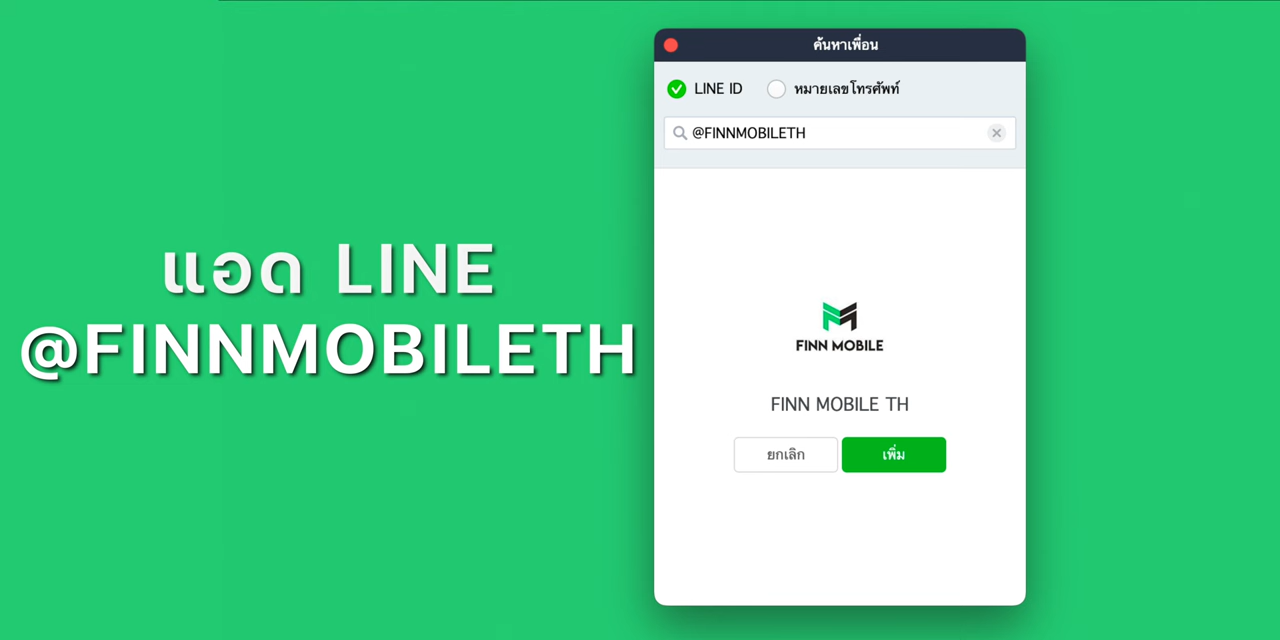 แอด LINE
@FINNMOBILETH
ค้นหาเพื่อน
LINE ID
หมายเลขโทรศัพท์
@FINNMOBILETH
FINN MOBILE
FINN MOBILE TH
ยกเลิก
เพิ่ม